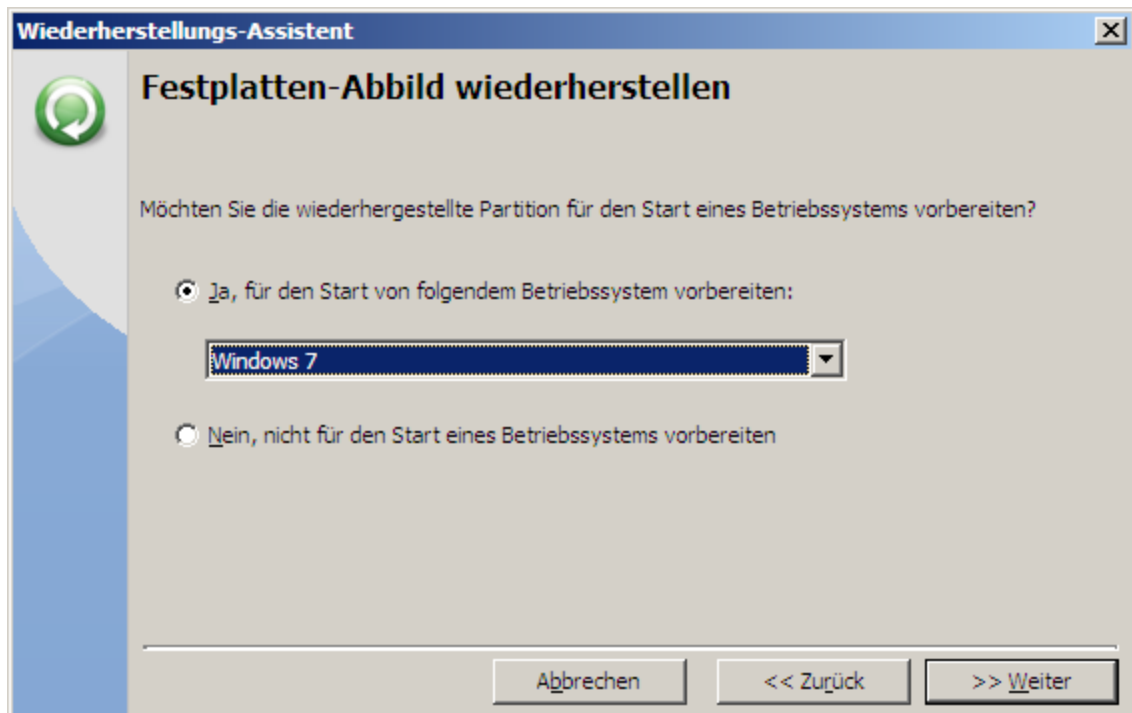 Wiederherstellungs-Assistent
Festplatten-Abbild wiederherstellen
Möchten Sie die wiederhergestellte Partition für den Start eines Betriebssystems vorbereiten?
Ja, für den Start von folgendem Betriebssystem vorbereiten:
Windows 7
Nein, nicht für den Start eines Betriebssystems vorbereiten
Abbrechen << Zurück >> Weiter